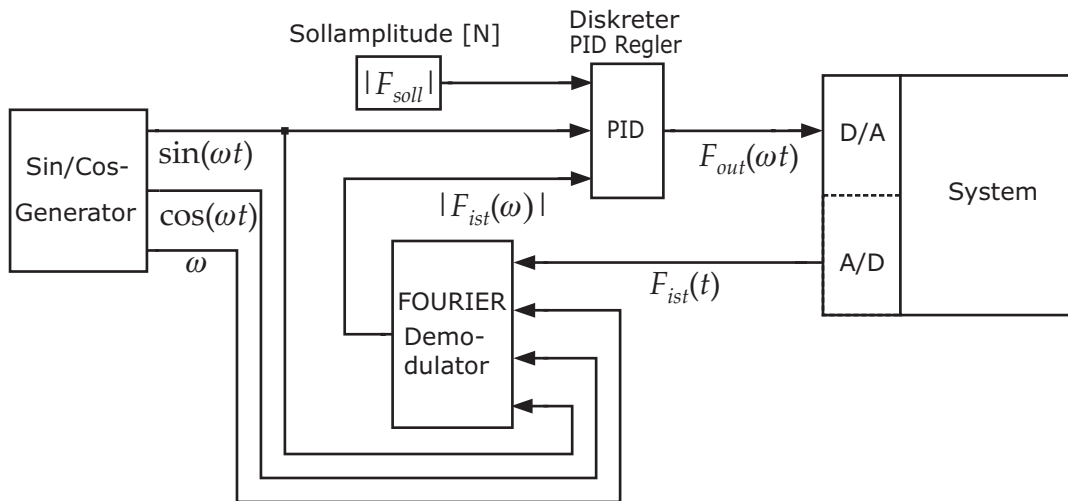 Sollamplitude [N]
|F_soll|
Diskreter
PID Regler
PID
Sin/Cos-
Generator
sin(ωt)
cos(ωt)
ω
|F_ist(ω)|
FOURIER
Demo-
dulator
F_out(ωt)
F_ist(t)
D/A
A/D
System